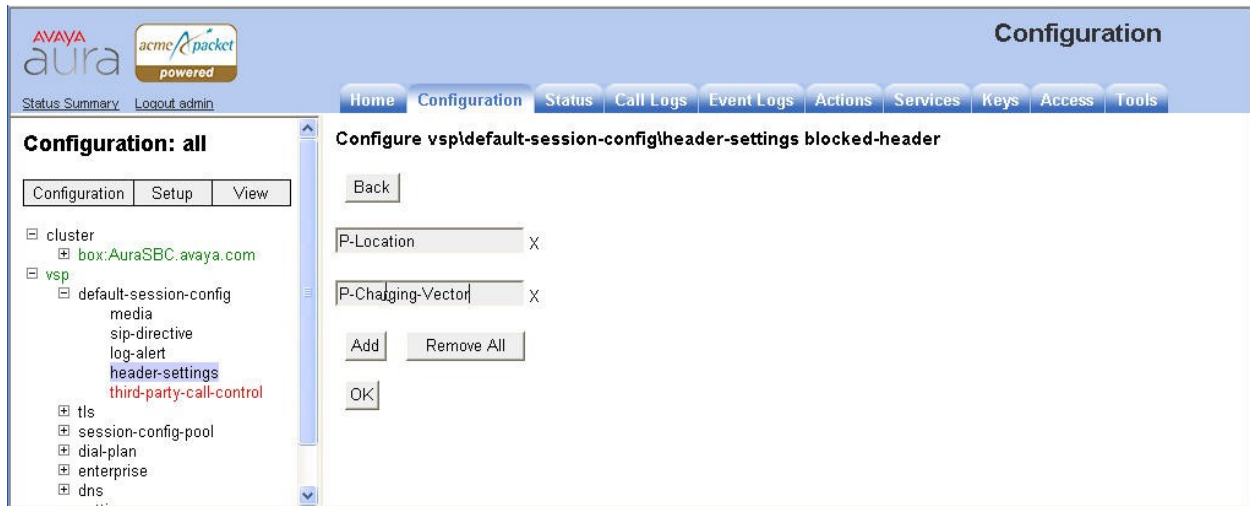 AVAYA
aura
acme packet
powered
Configuration
Status Summary Logout admin
Home Configuration Status Call Logs Event Logs Actions Services Keys Access Tools
Configuration: all
Configuration Setup View
cluster
box:AuraSBC.avaya.com
vsp
default-session-config
media
sip-directive
log-alert
header-settings
third-party-call-control
tls
session-config-pool
dial-plan
enterprise
dns
Configure vsp\default-session-config\header-settings blocked-header
Back
P-Location X
P-Charging-Vector X
Add Remove All
OK